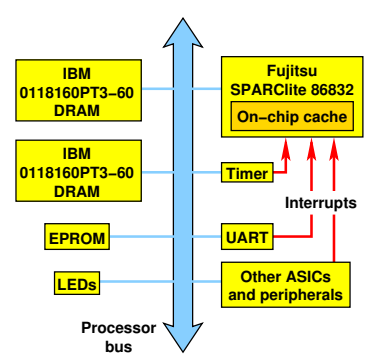 IBM
0118160PT3−60
DRAM
Fujitsu
SPARClite 86832
On−chip cache
IBM
0118160PT3−60
DRAM
Timer
Interrupts
EPROM
UART
LEDs
Other ASICs
and peripherals
Processor
bus